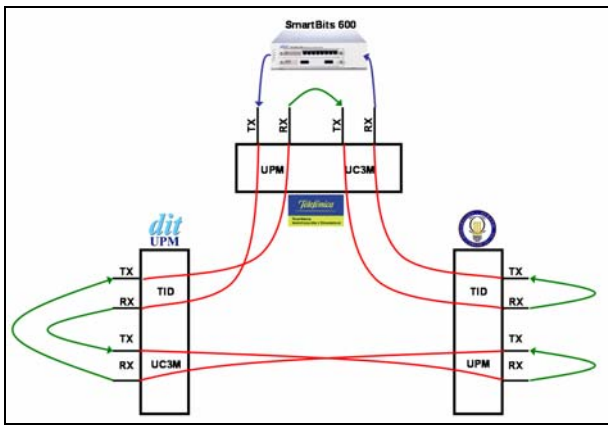 SmartBits 600
TX
RX
TX
RX
UPM
UC3M
Telefónica
dit
UPM
TX
RX
TX
RX
TID
UC3M
TID
UPM
TX
RX
TX
RX